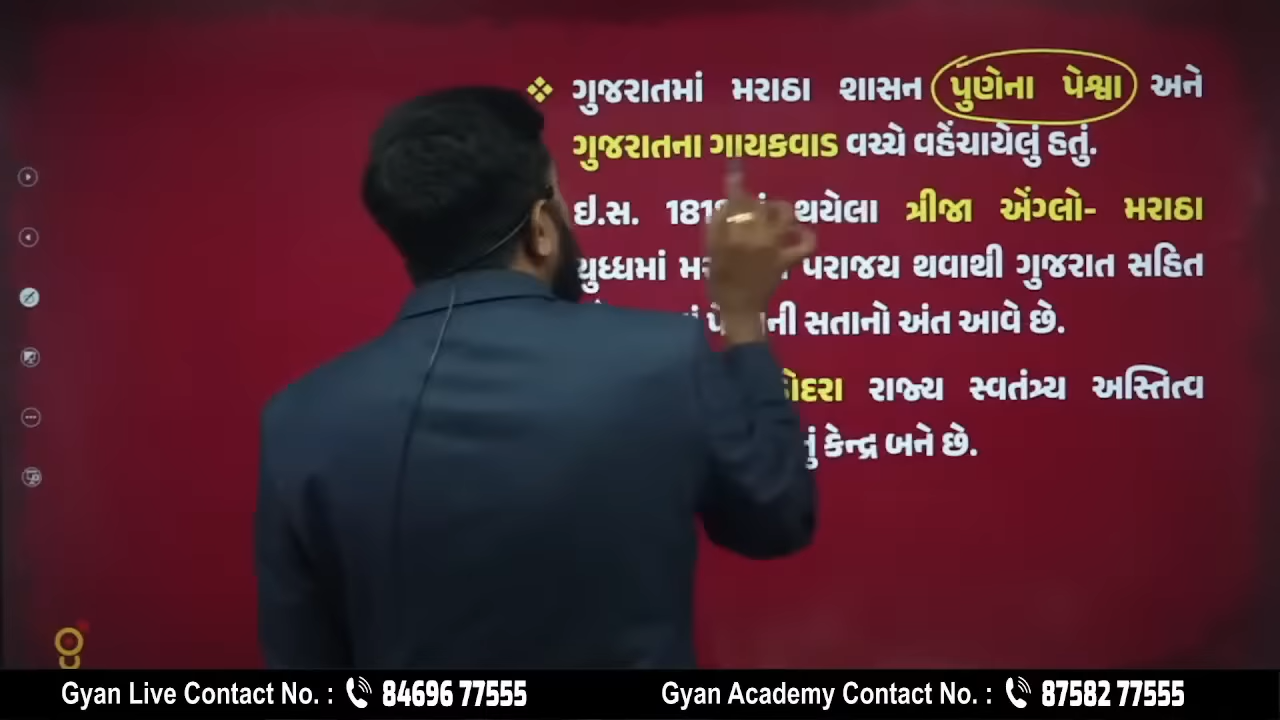 ❖ ગુજરાતમાં મરાઠા શાસન પુણેના પેશ્વા અને
ગુજરાતના ગાયકવાડ વચ્ચે વહેંચાયેલું હતું.
ઇ.સ. થયેલા ત્રીજા એંગ્લો- મરાઠા
યુધ્ધમાં પરાજય થવાથી ગુજરાત સહિત
સતાનો અંત આવે છે.
રાજ્ય સ્વતંત્ર્ય અસ્તિત્વ
કેન્દ્ર બને છે.
Gyan Live Contact No. : 84696 77555
Gyan Academy Contact No. : 87582 77555